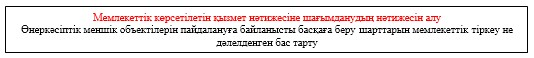 Мемлекеттік көрсетілетін қызмет нәтижесіне шағымданудың нәтижесін алу
Өнеркәсіптік меншік объектілерін пайдалануға байланысты басқаға беру шарттарын мемлекеттік тіркеу не
дәлелденген бас тарту